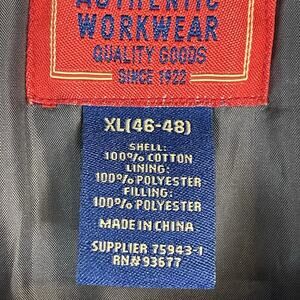 AUTHENTIC
WORKWEAR
QUALITY GOODS
SINCE 1922
XL(46-48)
SHELL:
100% COTTON
LINING:
100% POLYESTER
FILLING:
100% POLYESTER
MADE IN CHINA
SUPPLIER 75943-1
RN# 93677